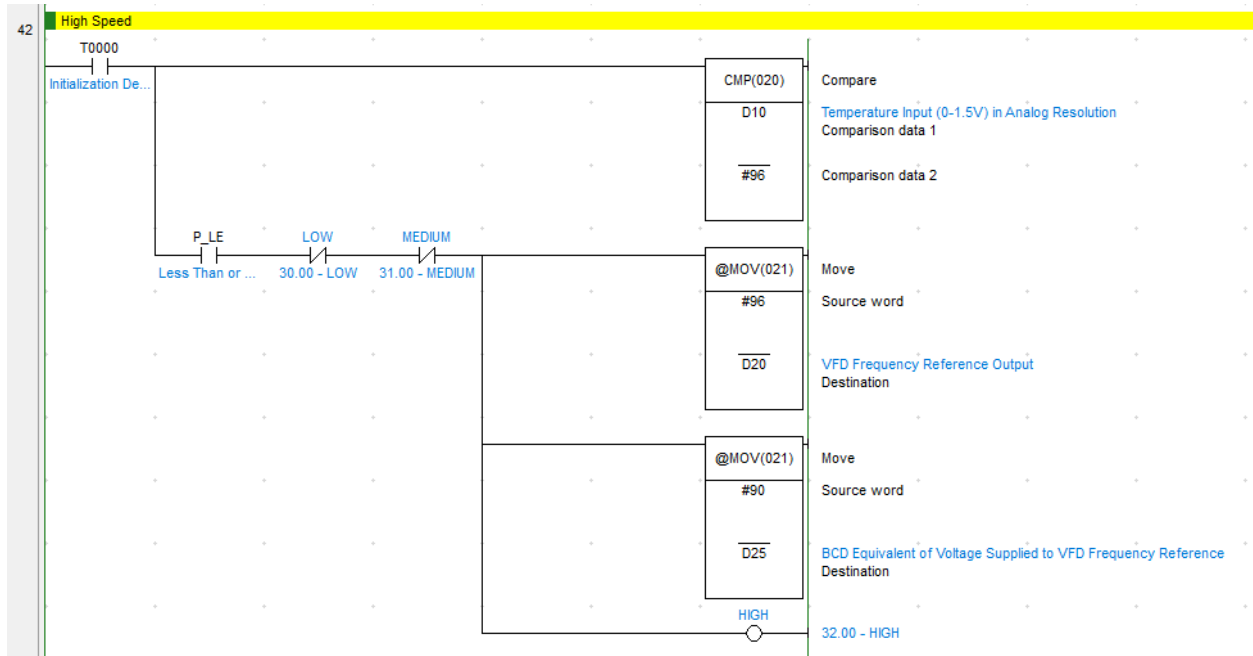 42
High Speed
T0000
Initialization De...
CMP(020)
Compare
D10
Temperature Input (0-1.5V) in Analog Resolution
Comparison data 1
#96
Comparison data 2
P_LE
LOW
MEDIUM
Less Than or ...
30.00 - LOW
31.00 - MEDIUM
@MOV(021)
Move
#96
Source word
D20
VFD Frequency Reference Output
Destination
@MOV(021)
Move
#90
Source word
D25
BCD Equivalent of Voltage Supplied to VFD Frequency Reference
Destination
HIGH
32.00 - HIGH